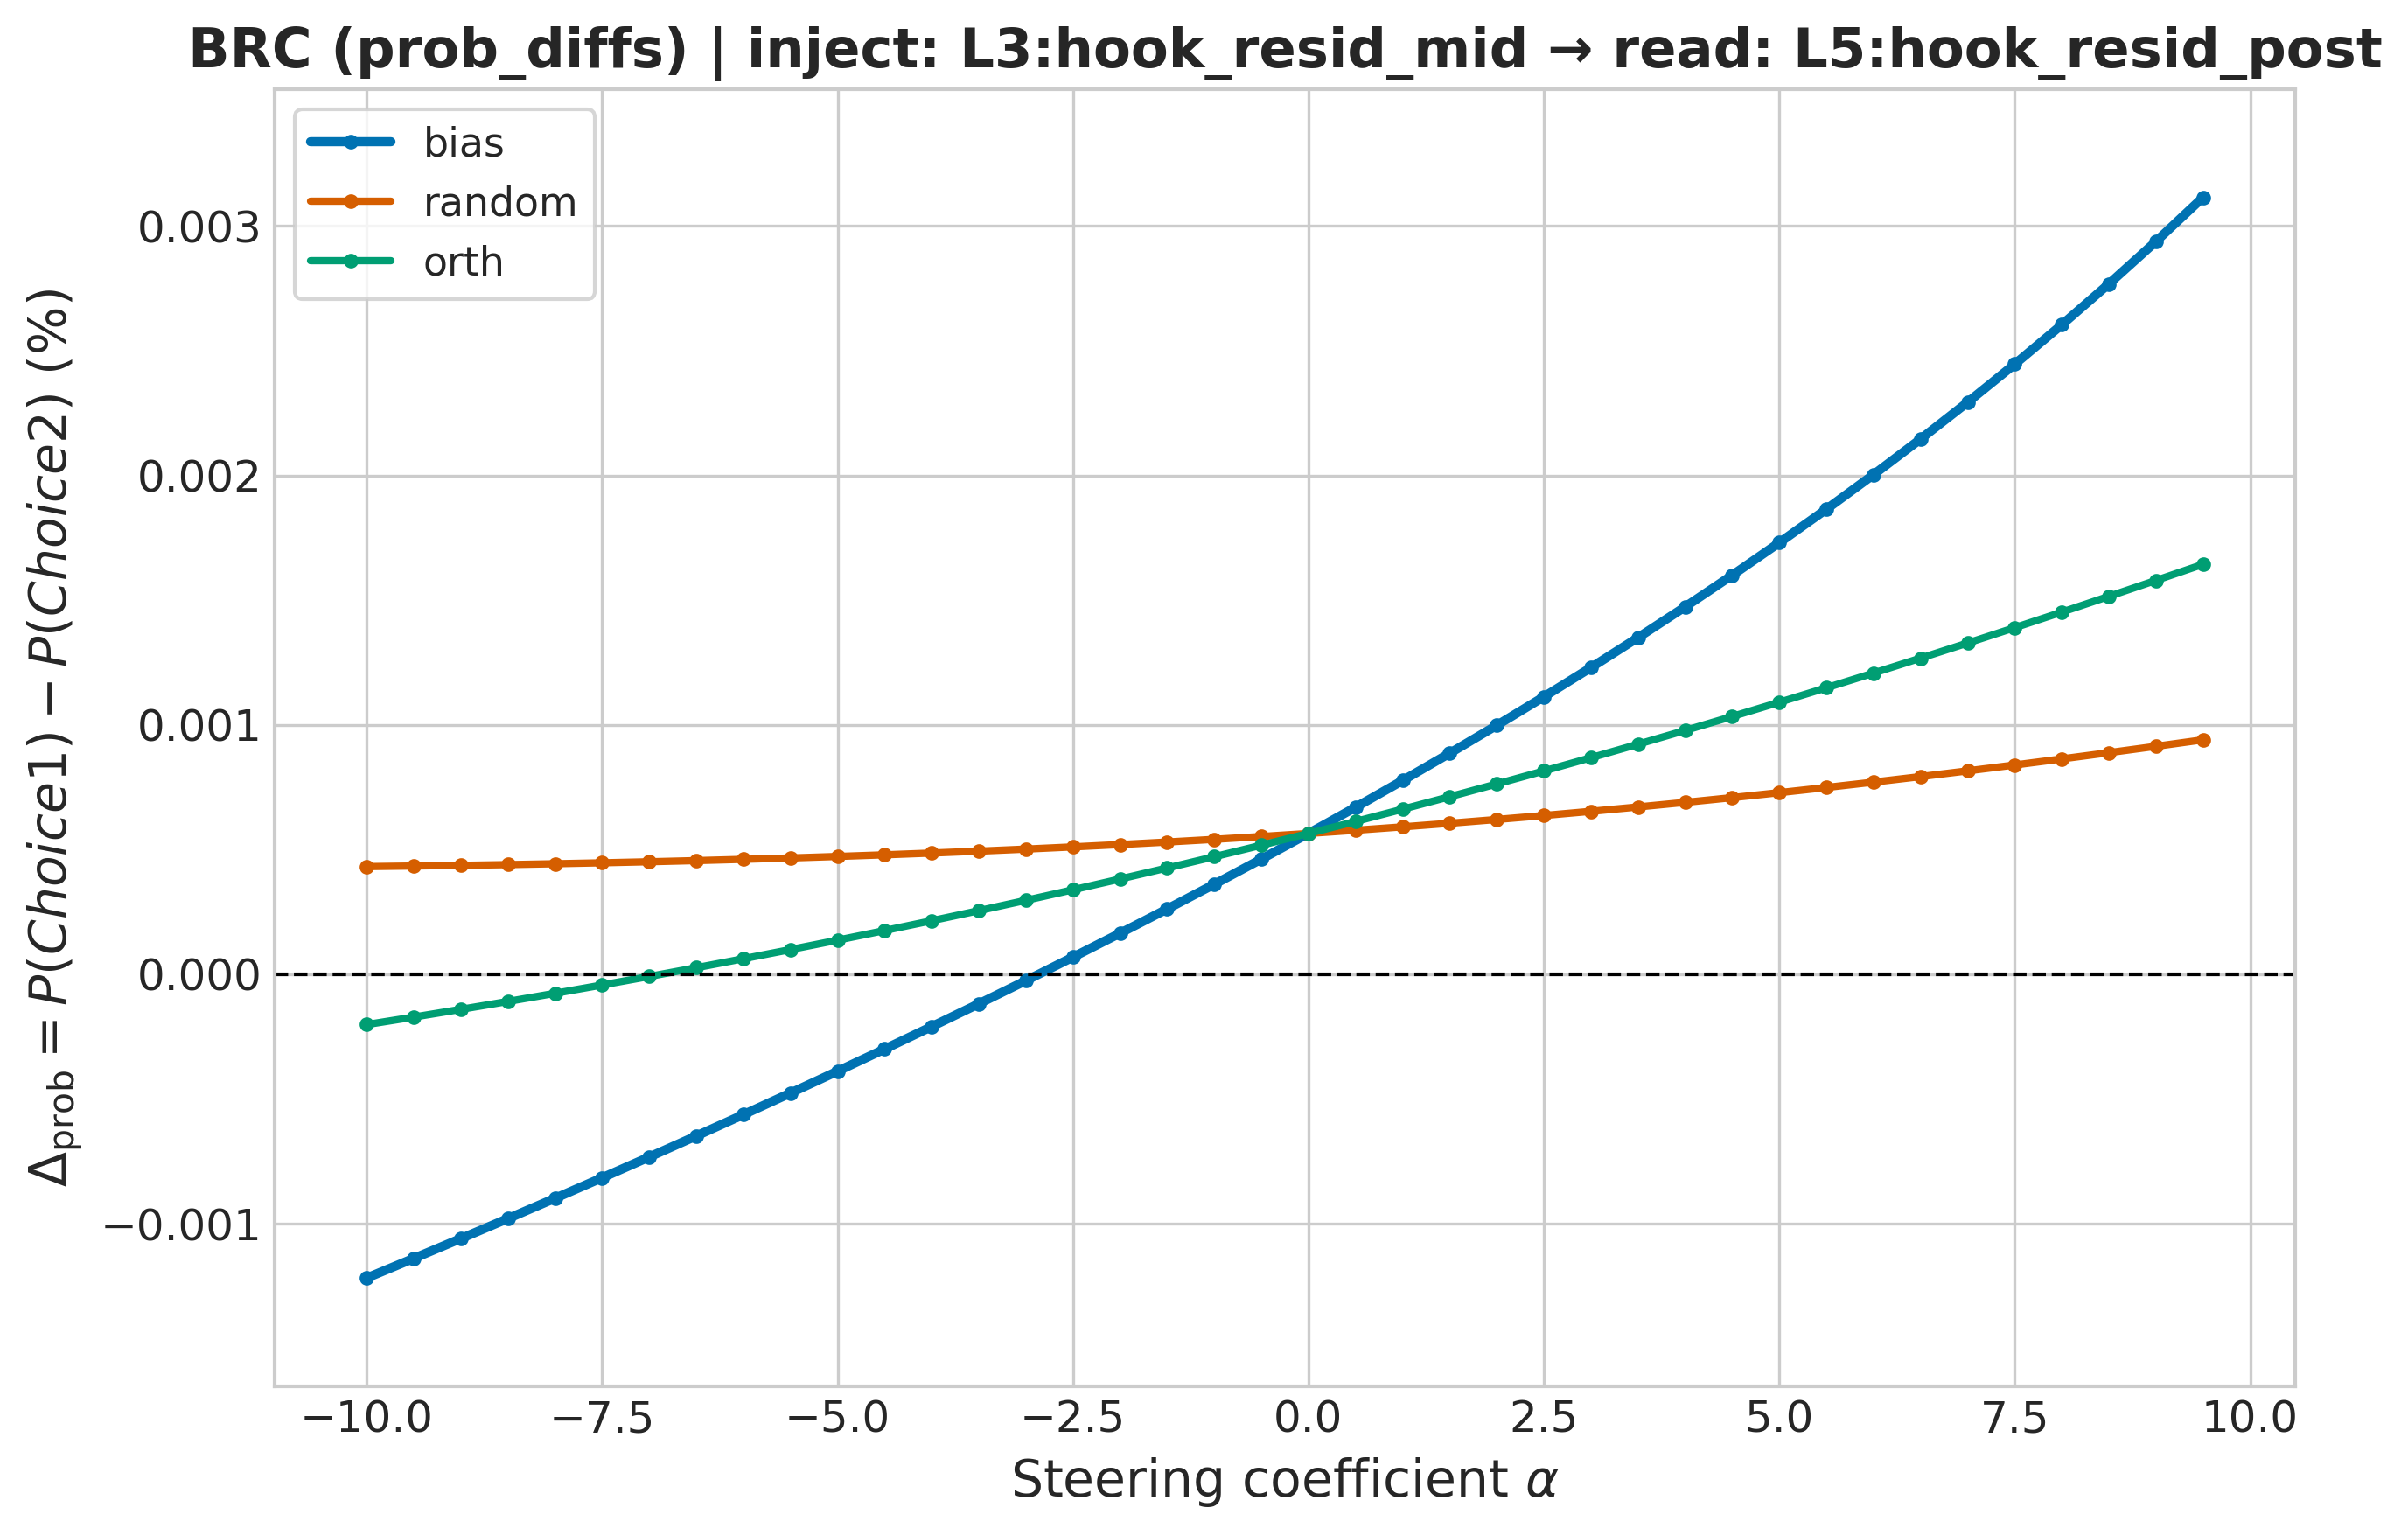 BRC (prob_diffs) | inject: L3:hook_resid_mid → read: L5:hook_resid_post
bias
random
orth
Δprob = P(Choice1) − P(Choice2) (%)
0.003
0.002
0.001
0.000
−0.001
−10.0 −7.5 −5.0 −2.5 0.0 2.5 5.0 7.5 10.0
Steering coefficient α